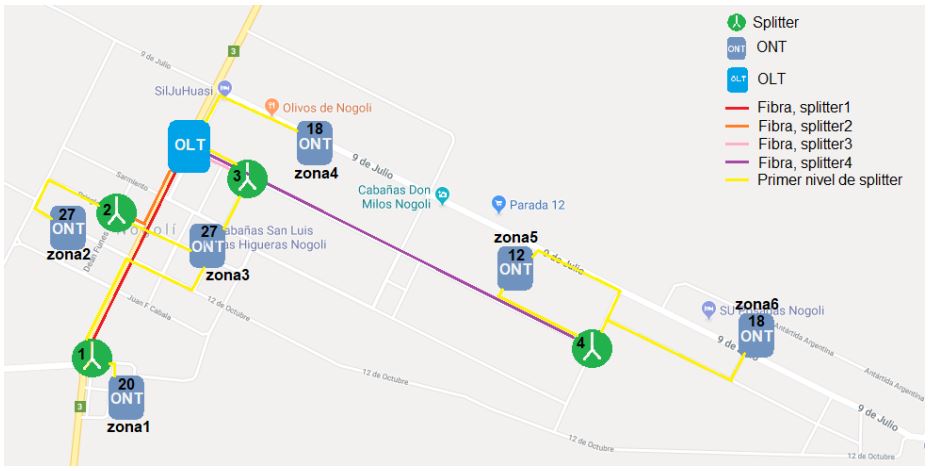 Splitter
ONT
ONT
OLT
OLT
Fibra, splitter1
Fibra, splitter2
Fibra, splitter3
Fibra, splitter4
Primer nivel de splitter
3
9 de Julio
SilJuHuasi
Olivos de Nogoli
OLT
18
ONT
zona4
9 de Julio
3
Sarmiento
Cabañas Don
Milos Nogoli
Parada 12
2
27
ONT
zona2
Nogolí
Dean Funes
27
ONT
zona3
Cabañas San Luis
Las Higueras Nogoli
zona5
12
ONT
9 de Julio
12 de Octubre
Juan F Cabala
zona6
18
ONT
SU Posadas Nogoli
9 de Julio
Antártida Argentina
Antártida Argentina
4
1
20
ONT
zona1
3
12 de Octubre
12 de Octubre
9 de Julio
12 de Octubre